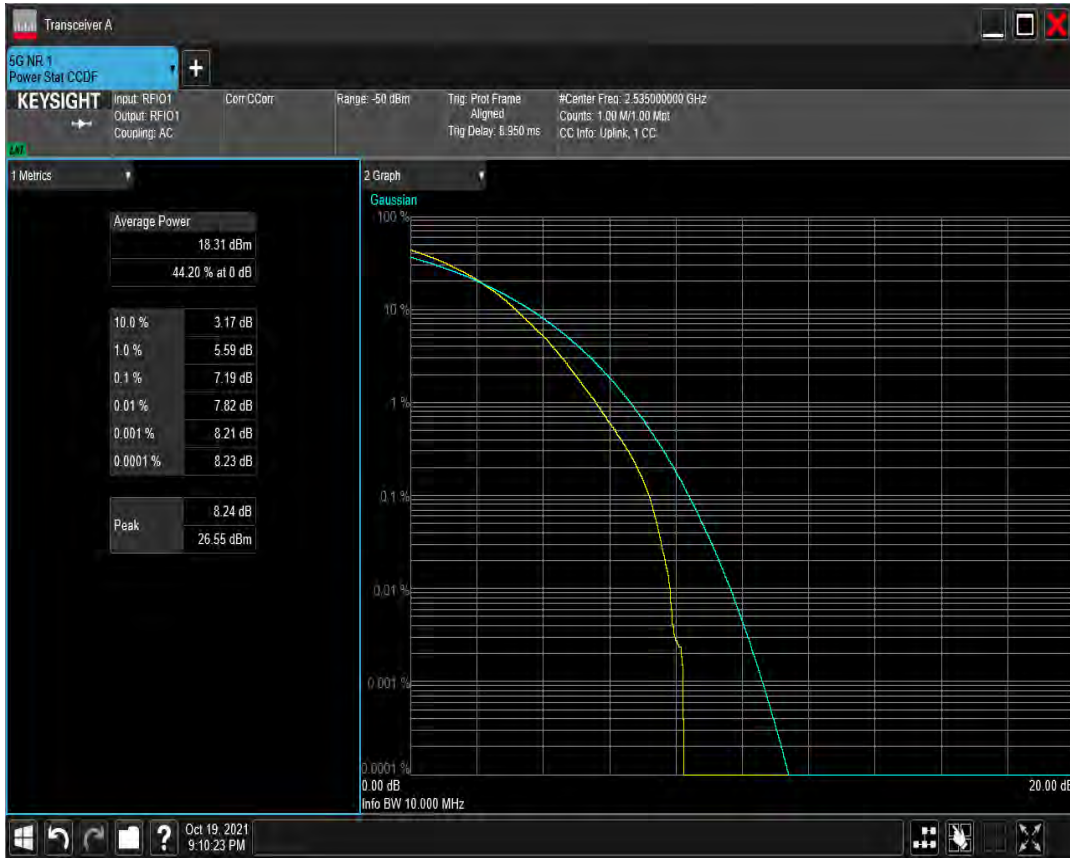 Transceiver A
5G NR 1
Power Stat CCDF
+
KEYSIGHT
Input: RFIO1
Output: RFIO1
Coupling: AC
Corr CCorr
Range: -50 dBm
Trig: Prot Frame
Aligned
Trig Delay: 8.950 ms
#Center Freq: 2.535000000 GHz
Counts: 1.00 M/1.00 Mpt
CC Info: Uplink, 1 CC
1 Metrics
Average Power
18.31 dBm
44.20 % at 0 dB
10.0 % 3.17 dB
1.0 % 5.59 dB
0.1 % 7.19 dB
0.01 % 7.82 dB
0.001 % 8.21 dB
0.0001 % 8.23 dB
Peak
8.24 dB
26.55 dBm
2 Graph
Gaussian
100 %
10 %
1 %
0.1 %
0.01 %
0.001 %
0.0001 %
0.00 dB
20.00 dB
Info BW 10.000 MHz
?
Oct 19, 2021
9:10:23 PM